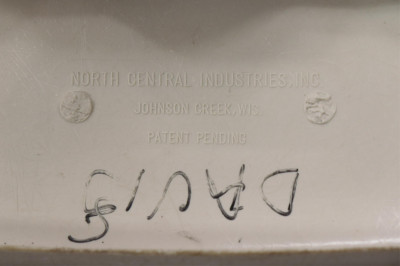 NORTH CENTRAL INDUSTRIES, INC.
JOHNSON CREEK, WIS.
PATENT PENDING
DAVIS